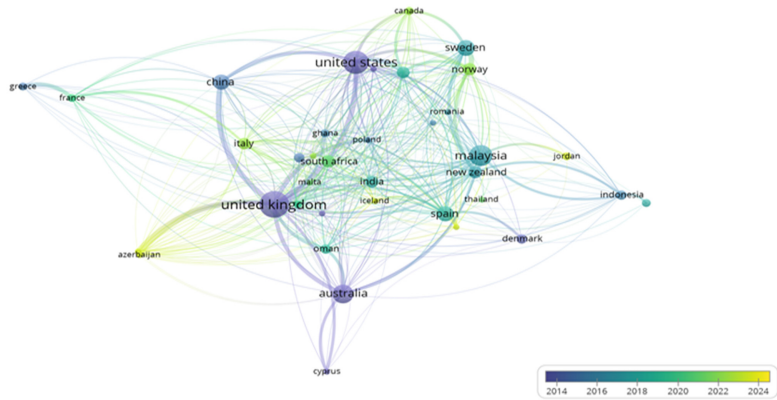 canada
sweden
united states
norway
china
greece
france
romania
ghana
poland
italy
malaysia
jordan
south africa
new zealand
malta
india
indonesia
iceland
thailand
united kingdom
spain
denmark
oman
azerbaijan
australia
cyprus
2014 2016 2018 2020 2022 2024